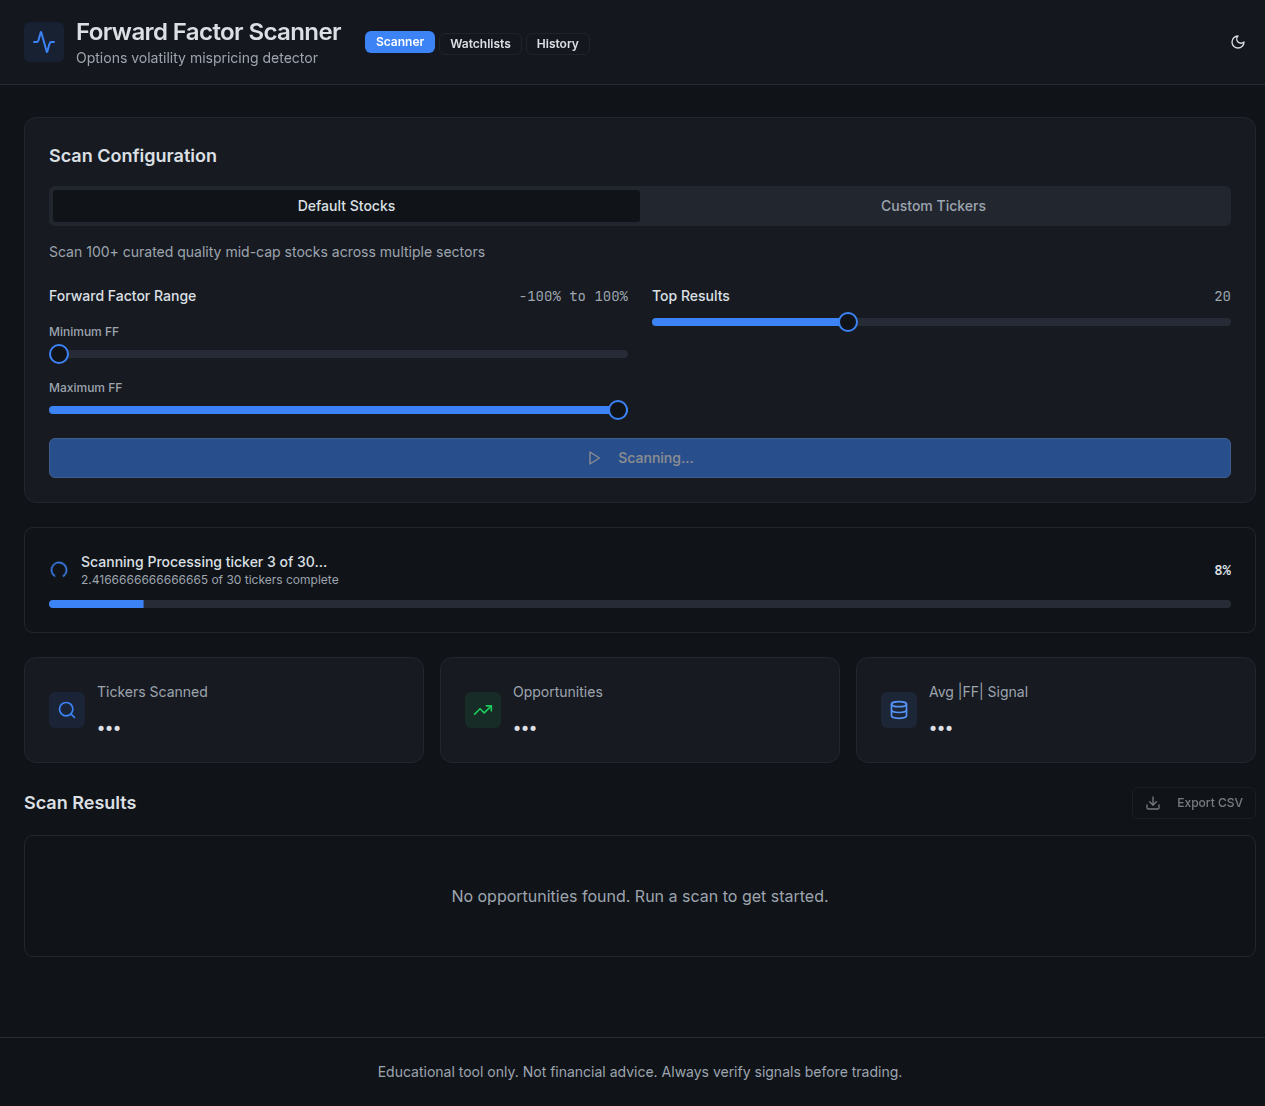 Forward Factor Scanner
Options volatility mispricing detector
Scanner
Watchlists
History
Scan Configuration
Default Stocks
Custom Tickers
Scan 100+ curated quality mid-cap stocks across multiple sectors
Forward Factor Range
-100% to 100%
Top Results
20
Minimum FF
Maximum FF
Scanning...
Scanning Processing ticker 3 of 30...
2.4166666666666665 of 30 tickers complete
8%
Tickers Scanned
•••
Opportunities
•••
Avg |FF| Signal
•••
Scan Results
Export CSV
No opportunities found. Run a scan to get started.
Educational tool only. Not financial advice. Always verify signals before trading.